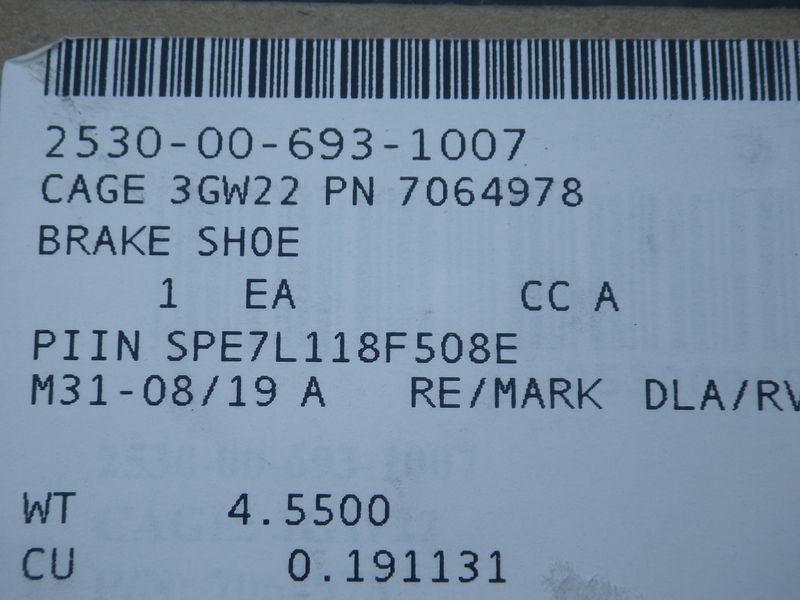 2530-00-693-1007
CAGE 3GW22 PN 7064978
BRAKE SHOE
1 EA CC A
PIIN SPE7L118F508E
M31-08/19 A RE/MARK DLA/RV
WT 4.5500
CU 0.191131